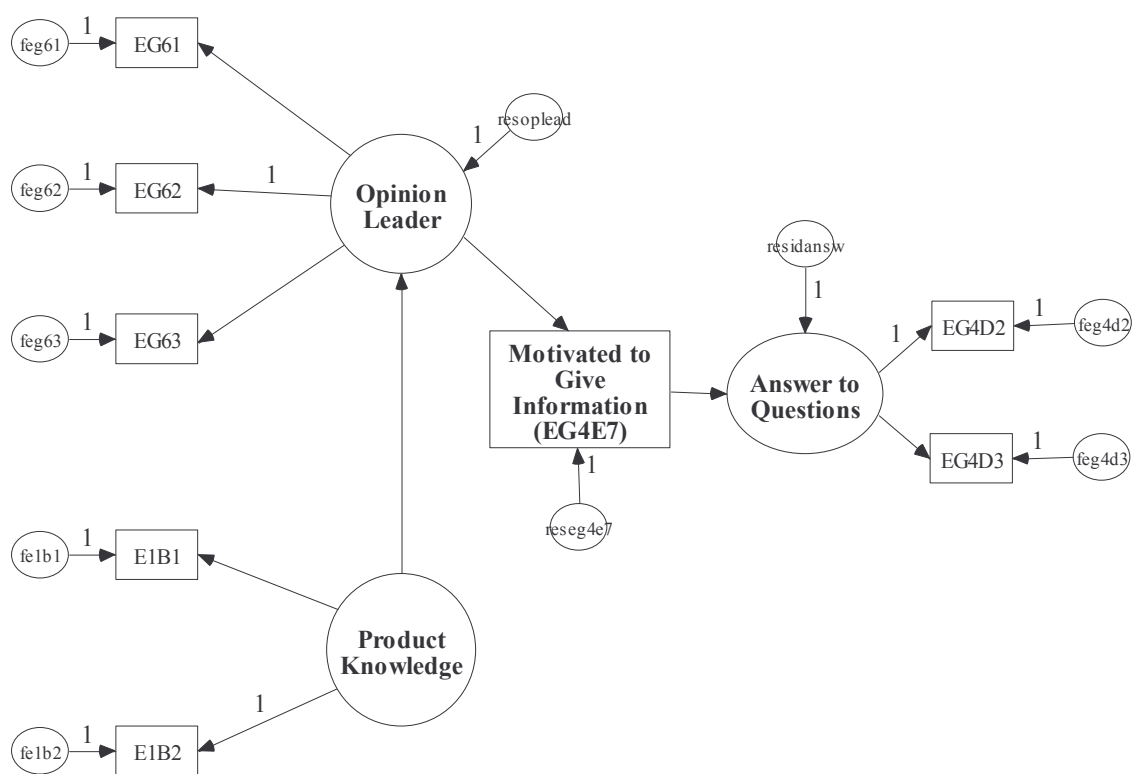 feg61
1
EG61
resoplead
1
feg62
1
EG62
1
Opinion
Leader
residansw
1
feg63
1
EG63
Motivated to
Give
Information
(EG4E7)
1
reseg4e7
Answer to
Questions
1
EG4D2
1
feg4d2
EG4D3
1
feg4d3
fe1b1
1
E1B1
Product
Knowledge
1
fe1b2
1
E1B2